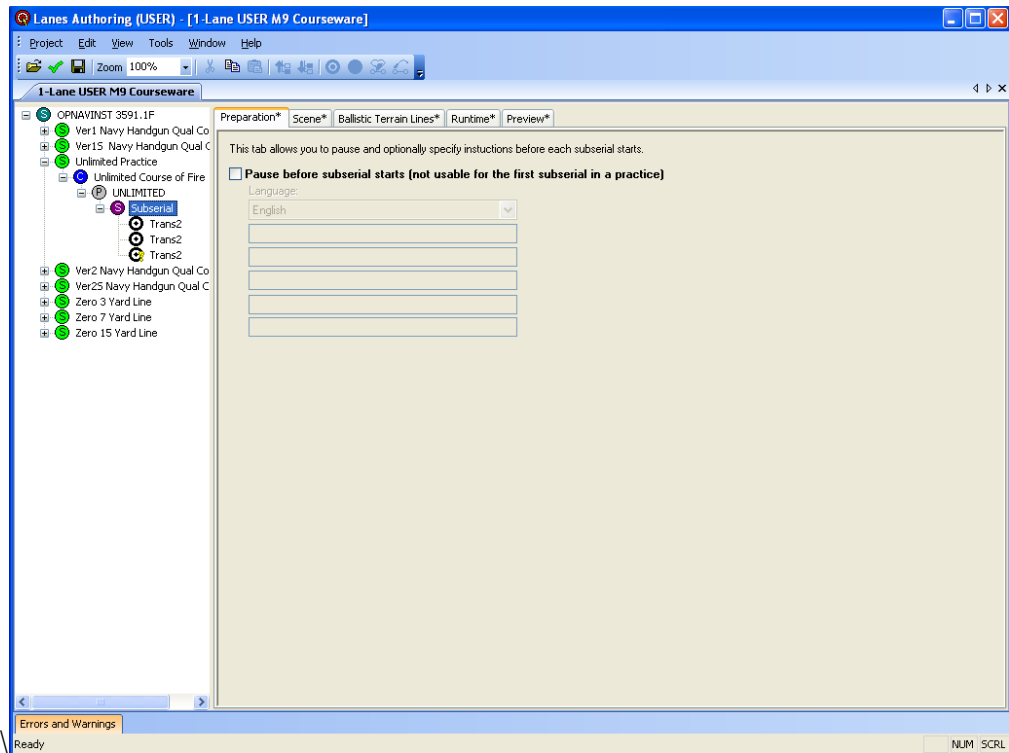 Lanes Authoring (USER) - [1-Lane USER M9 Courseware]
Project Edit View Tools Window Help
Zoom 100%
1-Lane USER M9 Courseware
S OPNAVINST 3591.1F
S Ver1 Navy Handgun Qual Co
S Ver1S Navy Handgun Qual C
S Unlimited Practice
C Unlimited Course of Fire
P UNLIMITED
S Subserial
Trans2
Trans2
Trans2
S Ver2 Navy Handgun Qual Co
S Ver2S Navy Handgun Qual C
S Zero 3 Yard Line
S Zero 7 Yard Line
S Zero 15 Yard Line
Preparation* Scene* Ballistic Terrain Lines* Runtime* Preview*
This tab allows you to pause and optionally specify instuctions before each subserial starts.
Pause before subserial starts (not usable for the first subserial in a practice)
Language:
English
Errors and Warnings
\ Ready NUM SCRL